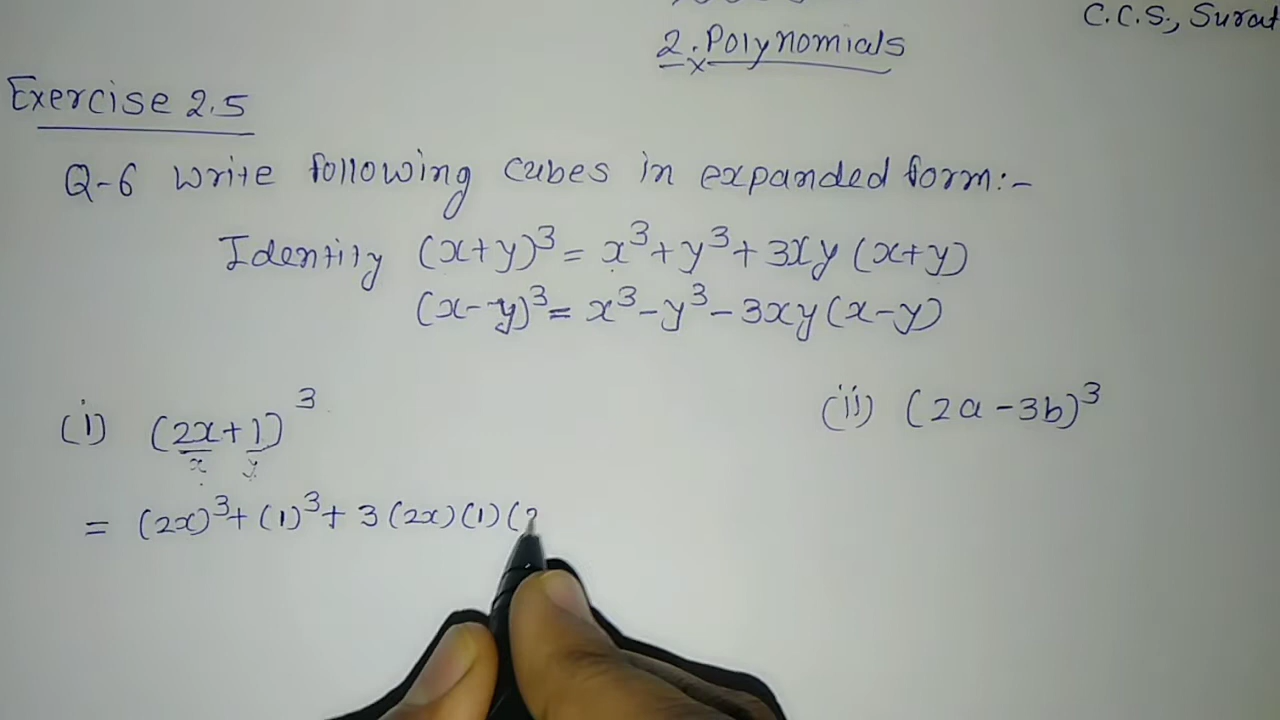 C.C.S., Surat
2. Polynomials
Exercise 2.5
Q-6 Write following cubes in expanded form:-
Identity (x+y)³ = x³+y³+3xy(x+y)
(x-y)³ = x³-y³-3xy(x-y)
(i) (2x+1)³
x y
(ii) (2a-3b)³
= (2x)³+(1)³+3(2x)(1)(2